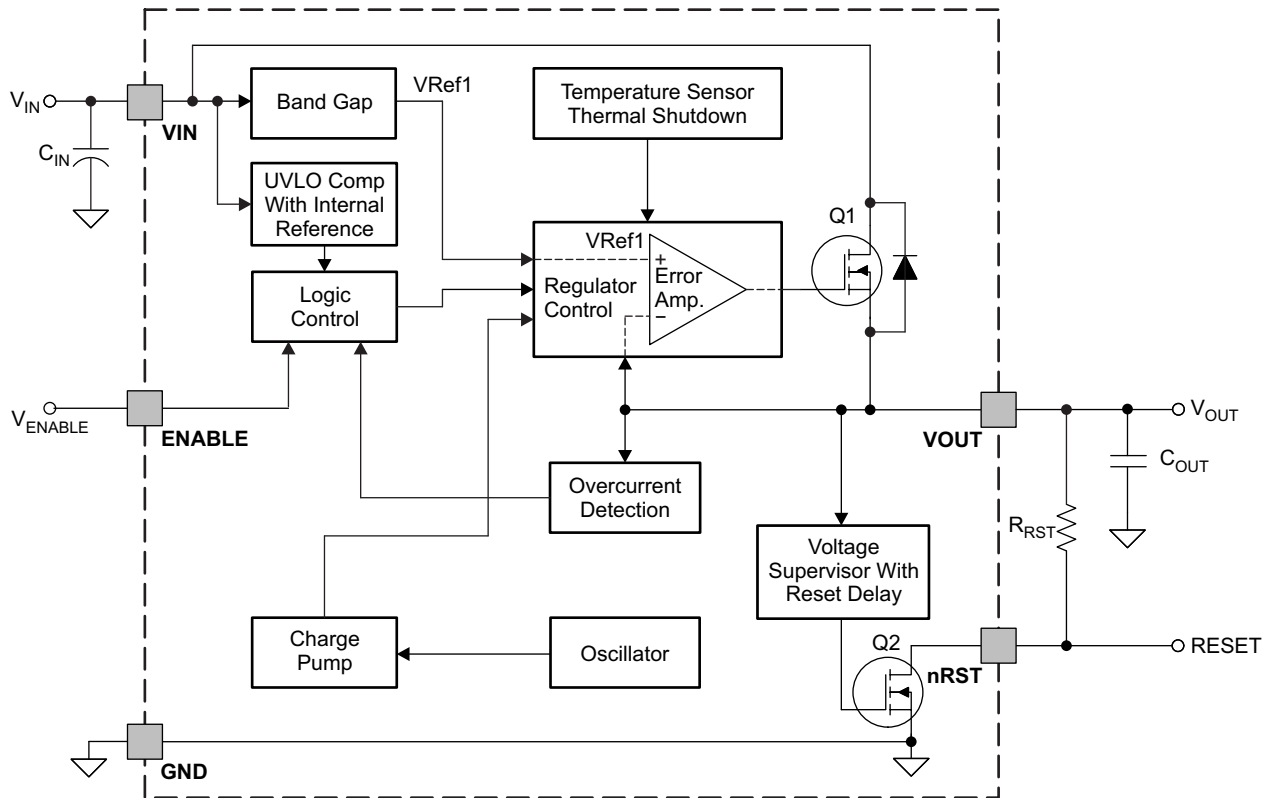 VRef1
Band Gap
Temperature Sensor
Thermal Shutdown
VIN
VIN
CIN
UVLO Comp
With Internal
Reference
Q1
VRef1
+
Error
Amp.
−
Regulator
Control
Logic
Control
VENABLE
ENABLE
VOUT
VOUT
COUT
Overcurrent
Detection
RRST
Voltage
Supervisor With
Reset Delay
Charge
Pump
Oscillator
Q2
nRST
RESET
GND